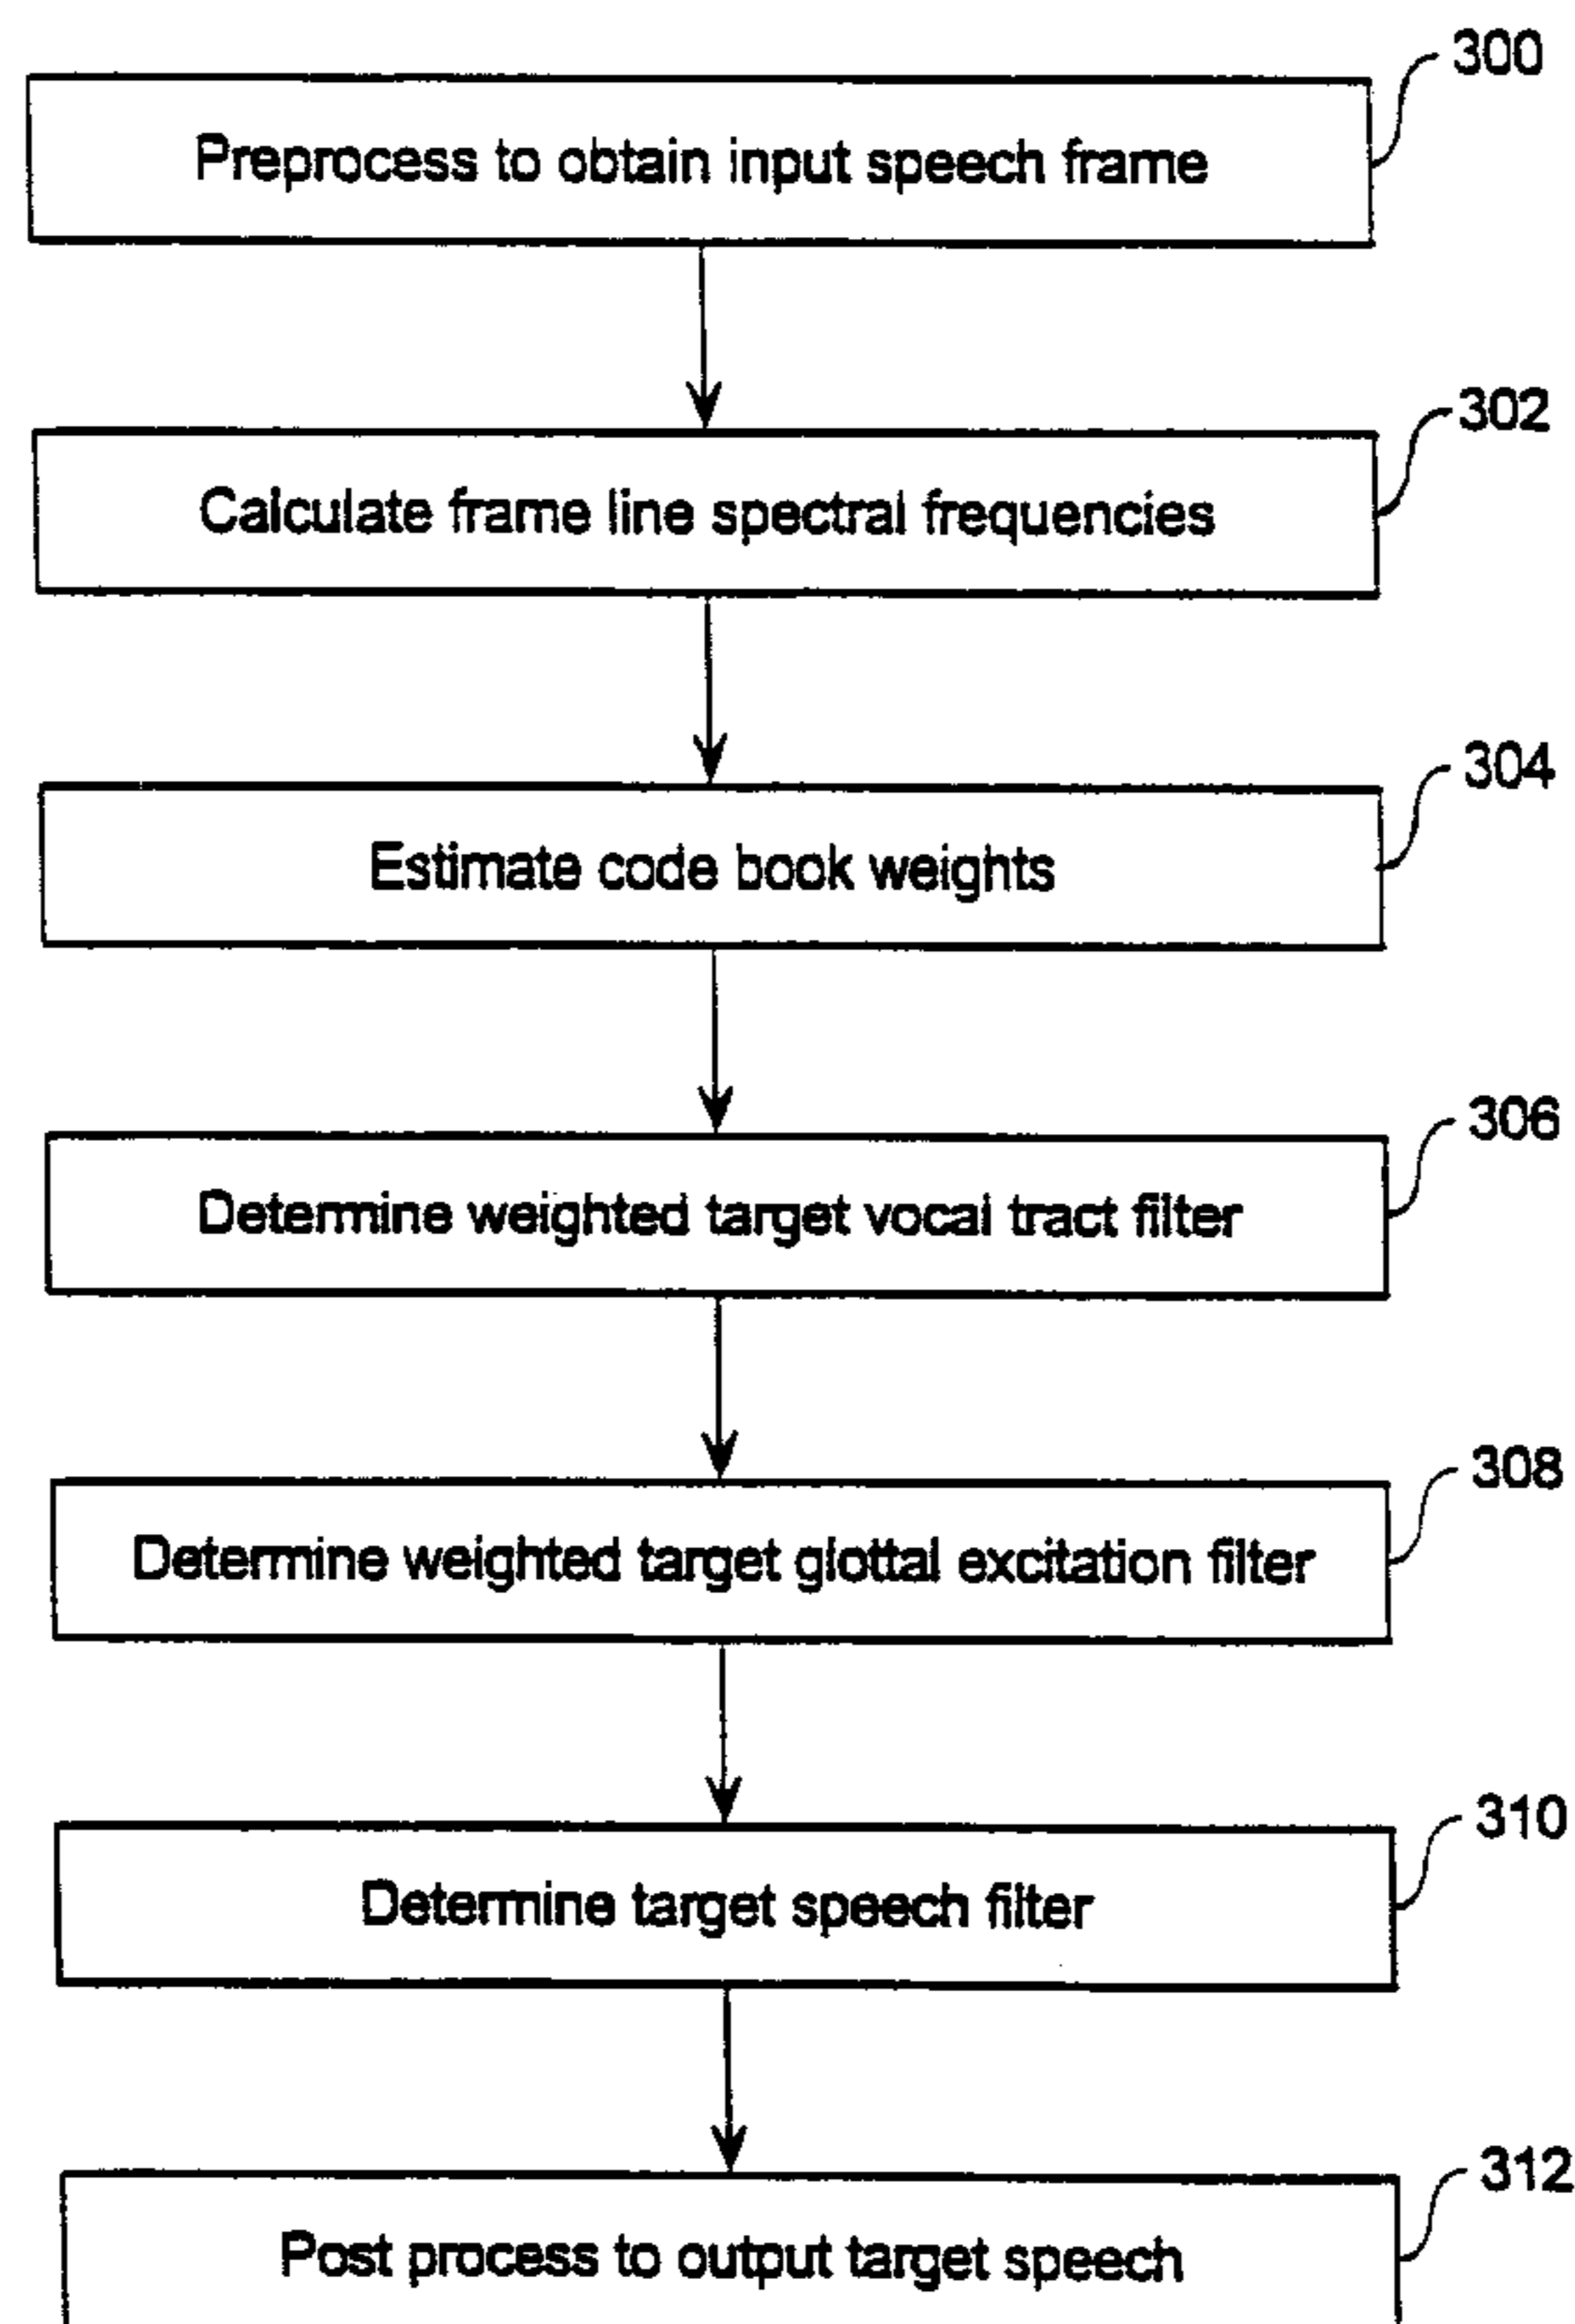 300
Preprocess to obtain input speech frame
302
Calculate frame line spectral frequencies
304
Estimate code book weights
306
Determine weighted target vocal tract filter
308
Determine weighted target glottal excitation filter
310
Determine target speech filter
312
Post process to output target speech